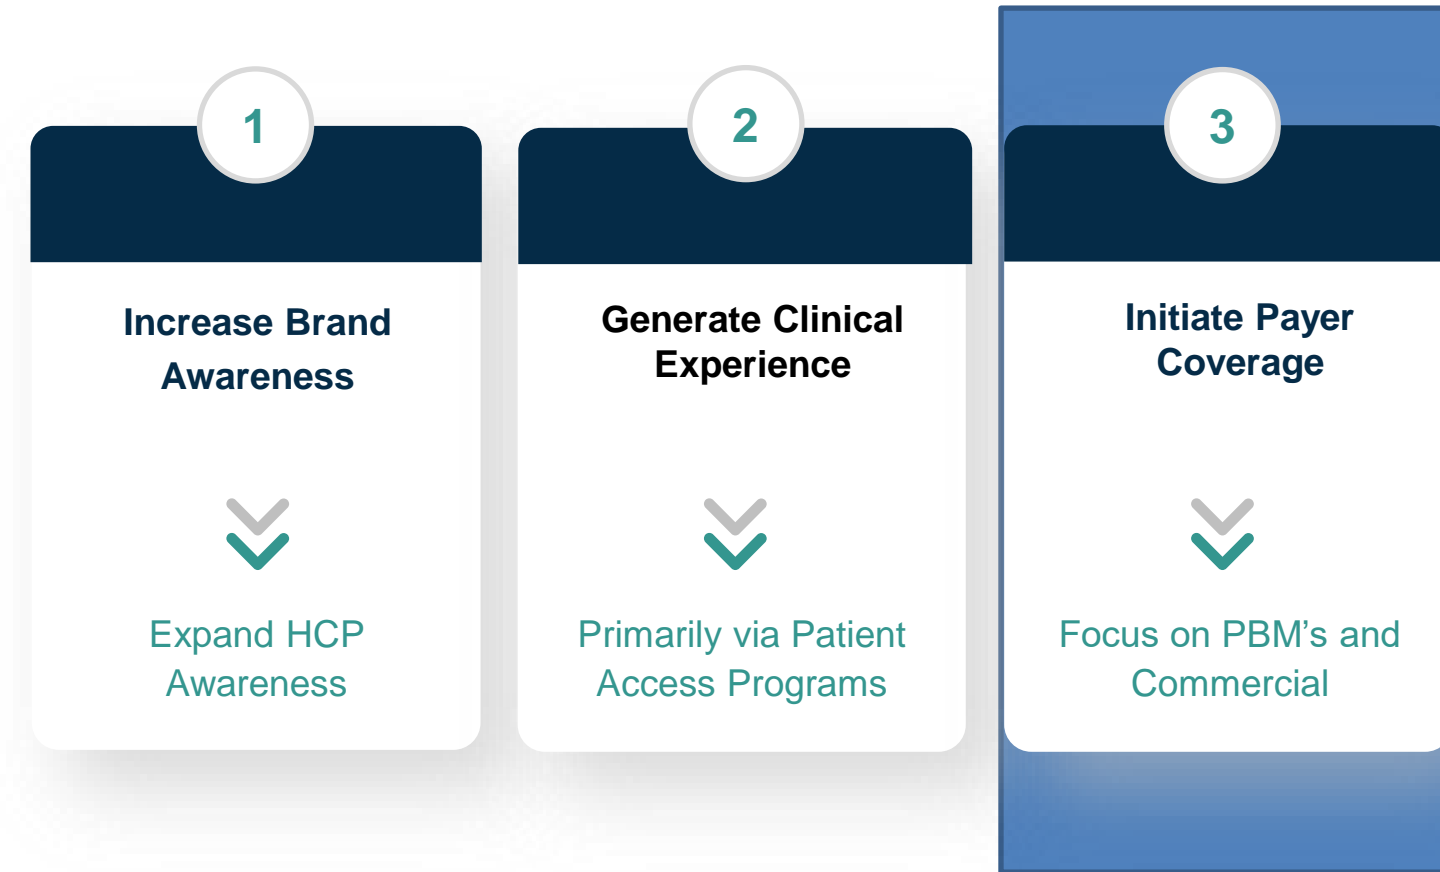 1
Increase Brand
Awareness
Expand HCP
Awareness
2
Generate Clinical
Experience
Primarily via Patient
Access Programs
3
Initiate Payer
Coverage
Focus on PBM’s and
Commercial